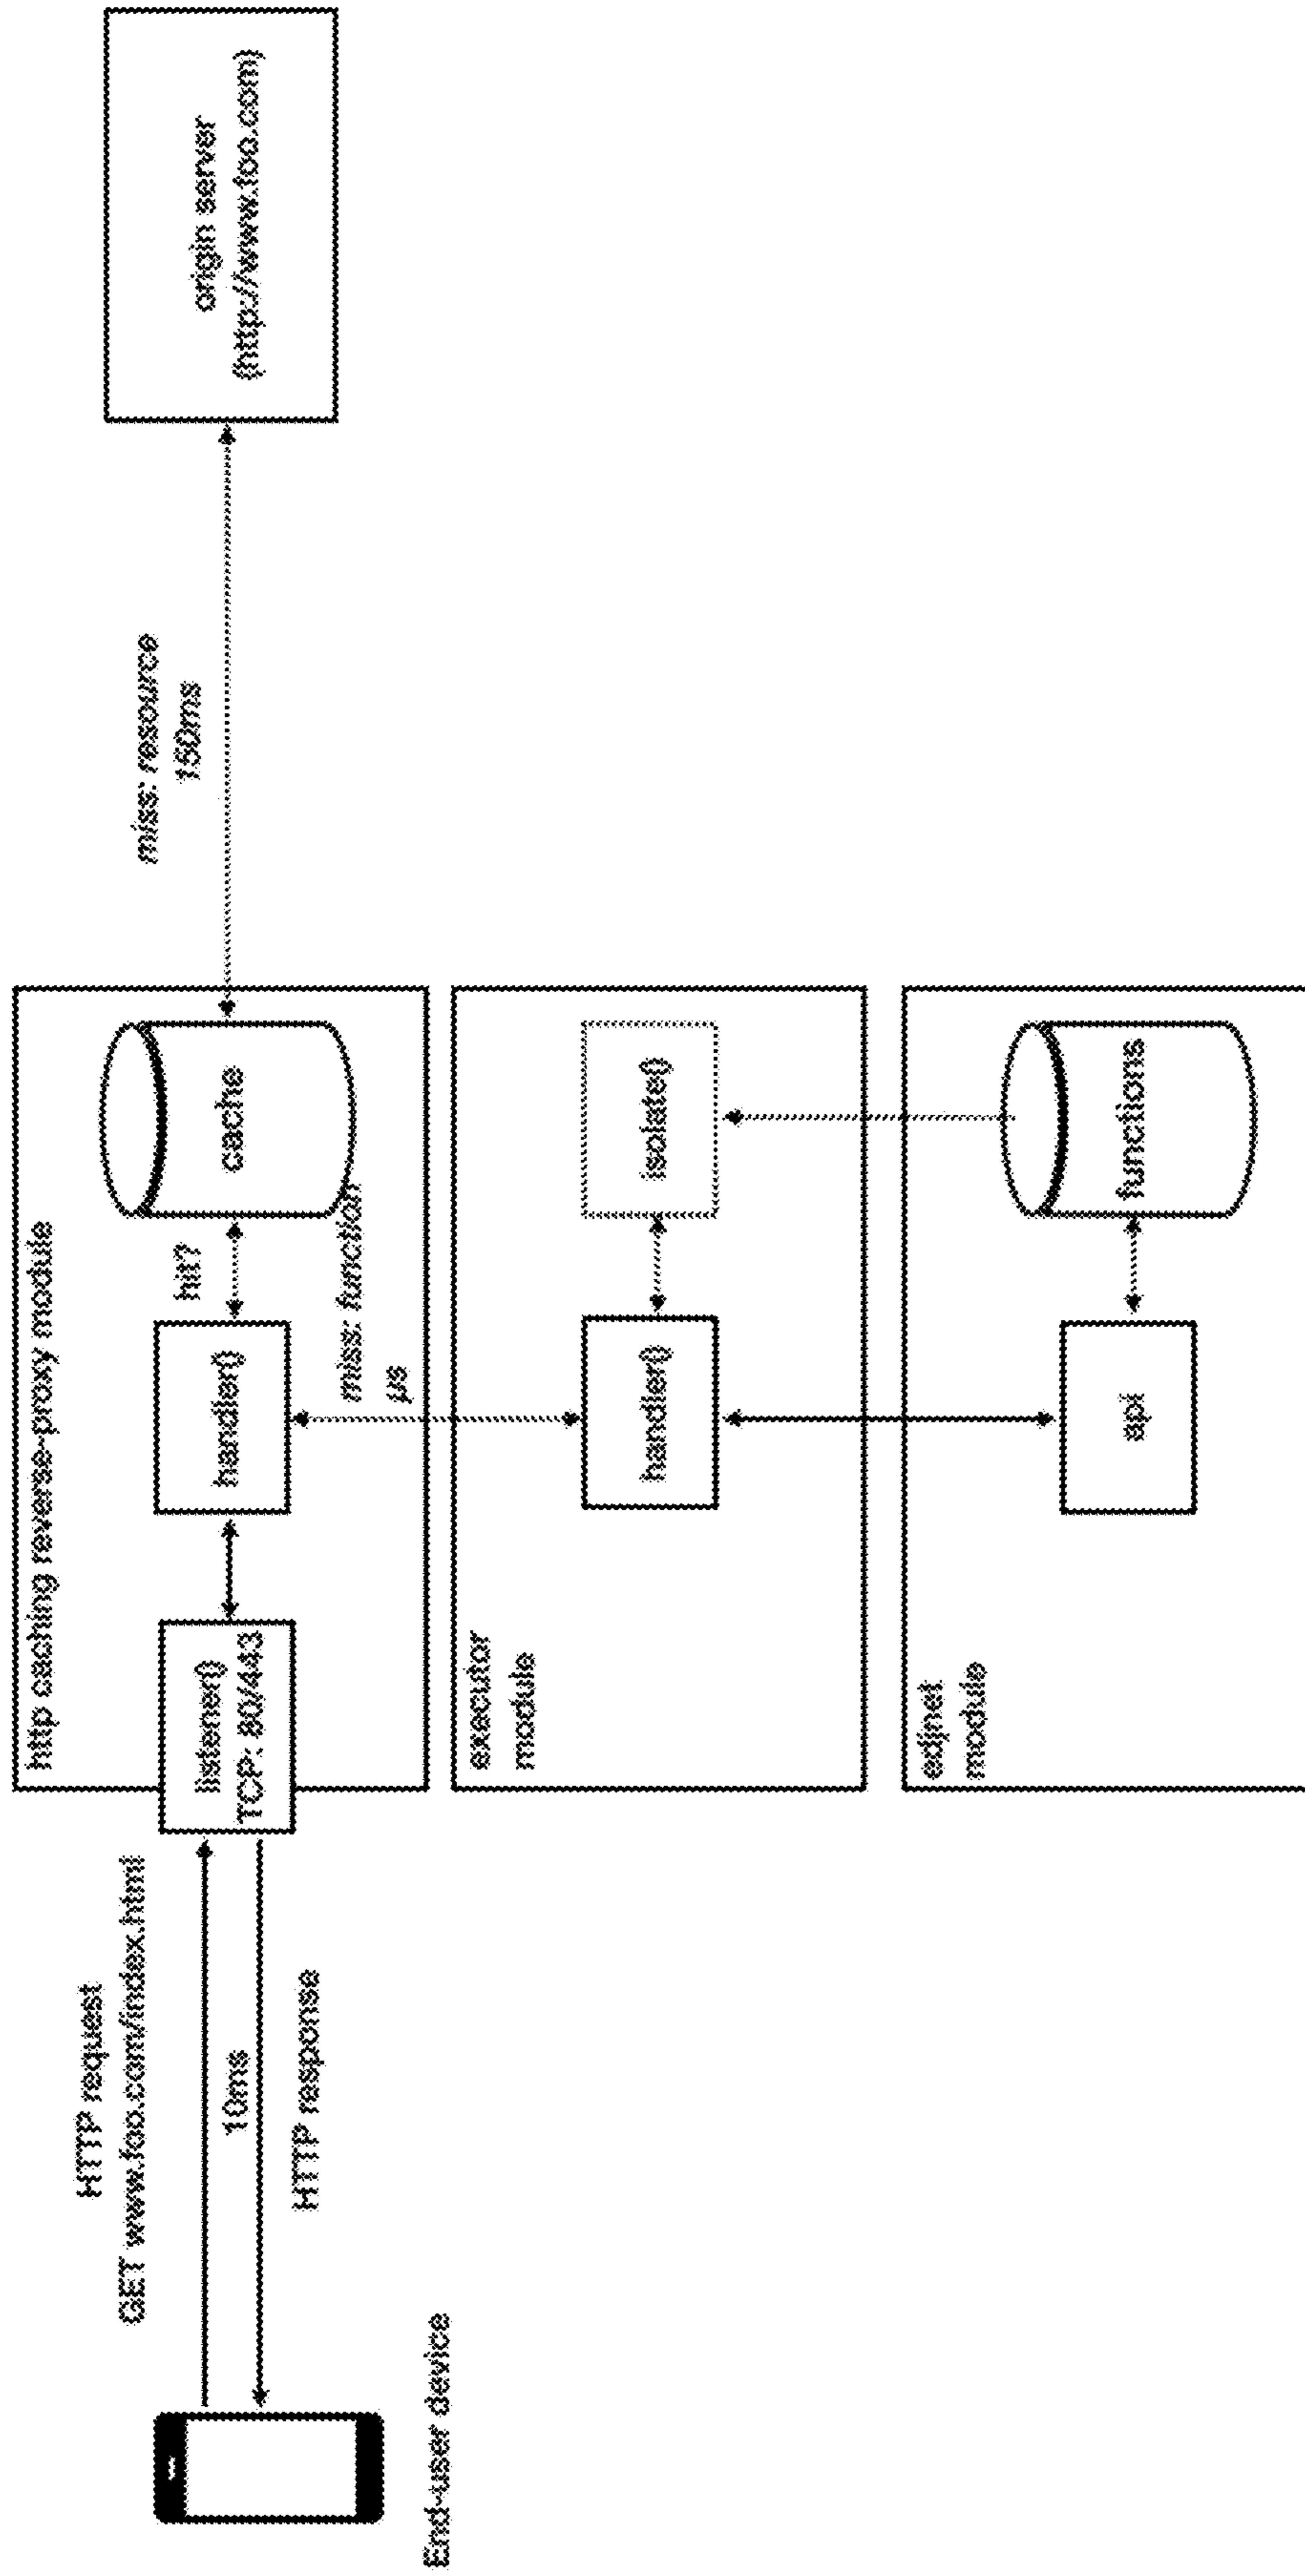 HTTP request
GET www.foo.com/index.html
10ms
HTTP response
End-user device
http caching reverse-proxy module
listener()
TCP: 80/443
handler()
hit?
cache
miss: function
µs
miss: resource
150ms
origin server
(http://www.foo.com)
executor
module
handler()
isolate()
edjnet
module
api
functions